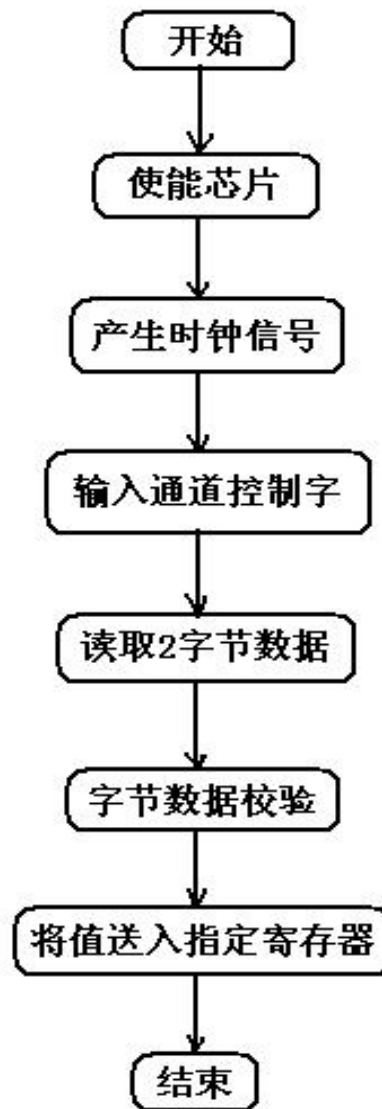 开始
使能芯片
产生时钟信号
输入通道控制字
读取2字节数据
字节数据校验
将值送入指定寄存器
结束